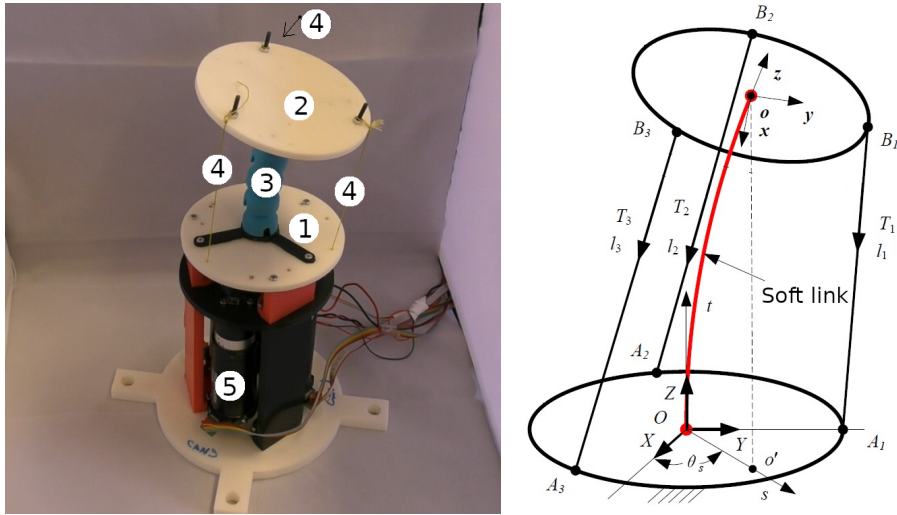 4
2
4
3
4
1
5
CAN3
B₂
z
y
o
x
B₃
B₁
T₃
l₃
T₂
l₂
T₁
l₁
Soft link
t
A₂
Z
O
X
Y
A₁
θₛ
o'
s
A₃